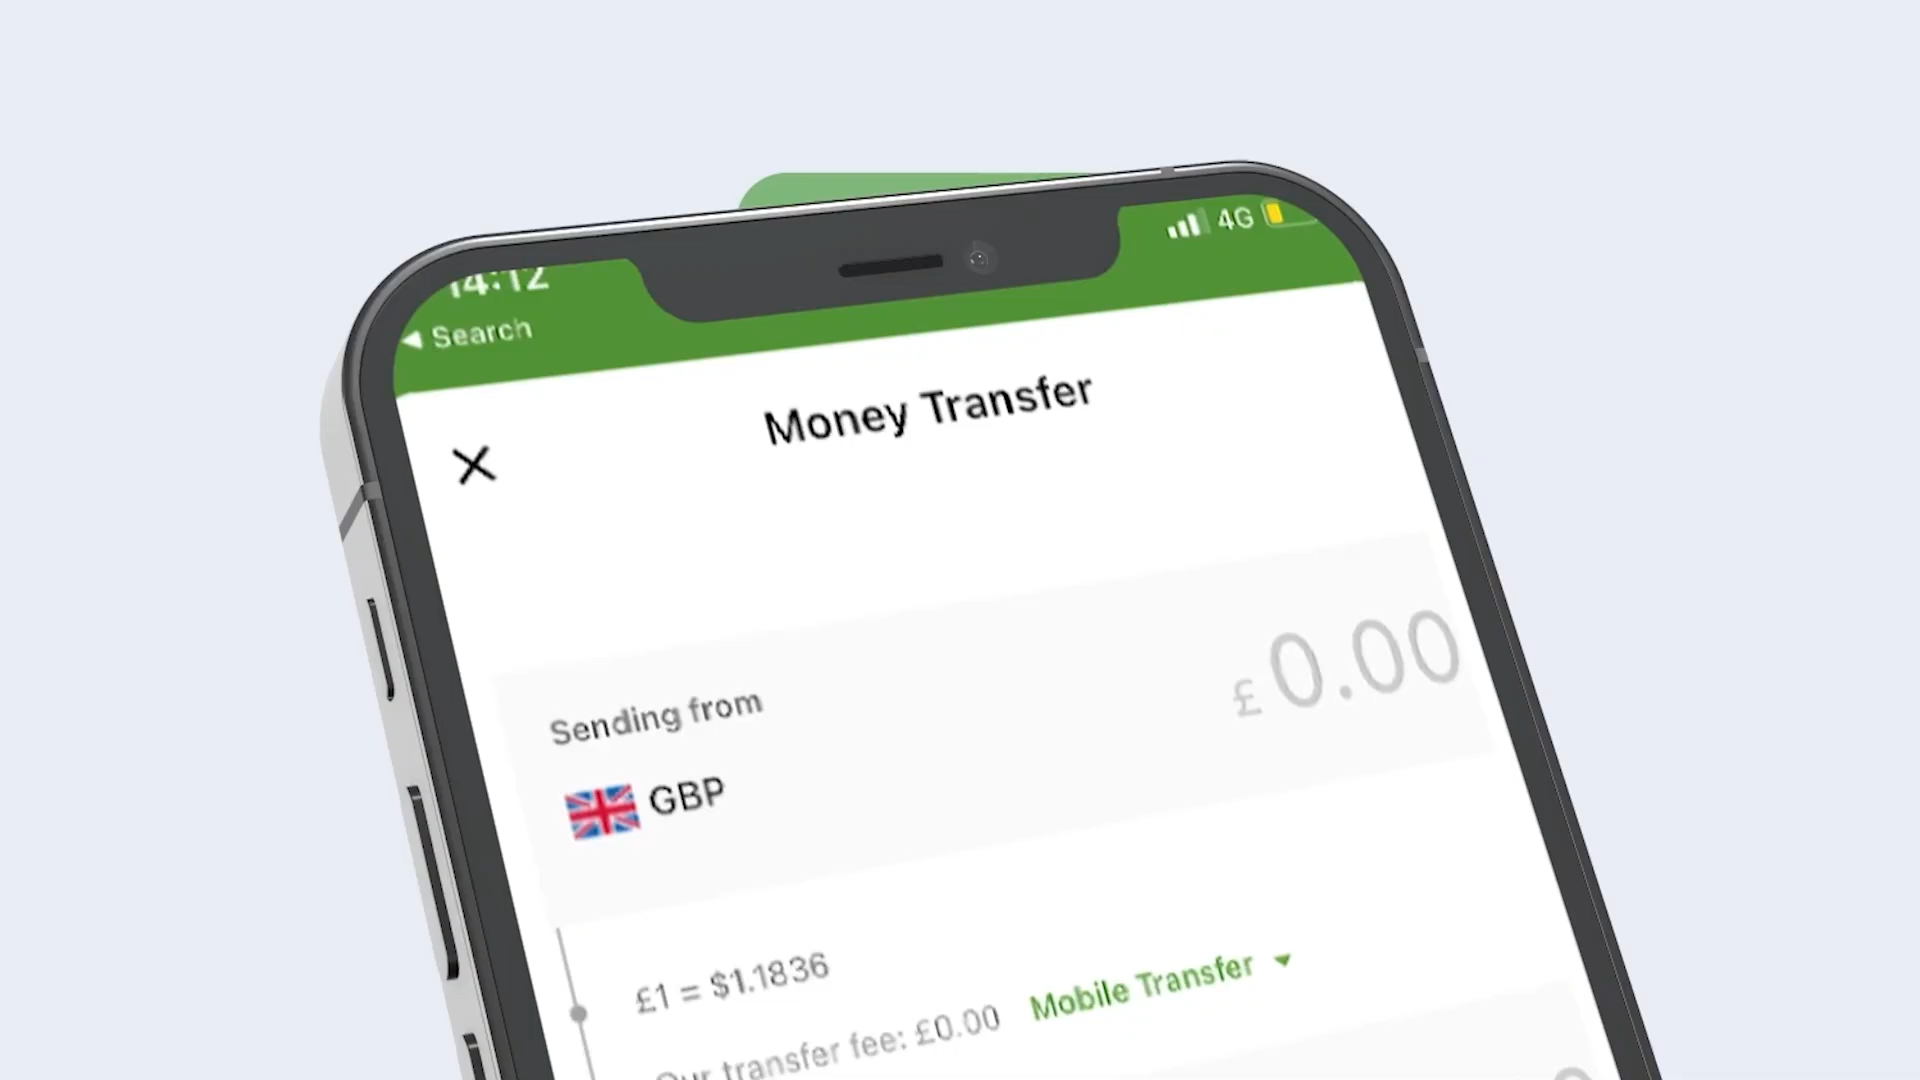 14:12
4G
Search
Money Transfer
Sending from
£ 0.00
GBP
£1 = $1.1836
Our transfer fee: £0.00 Mobile Transfer